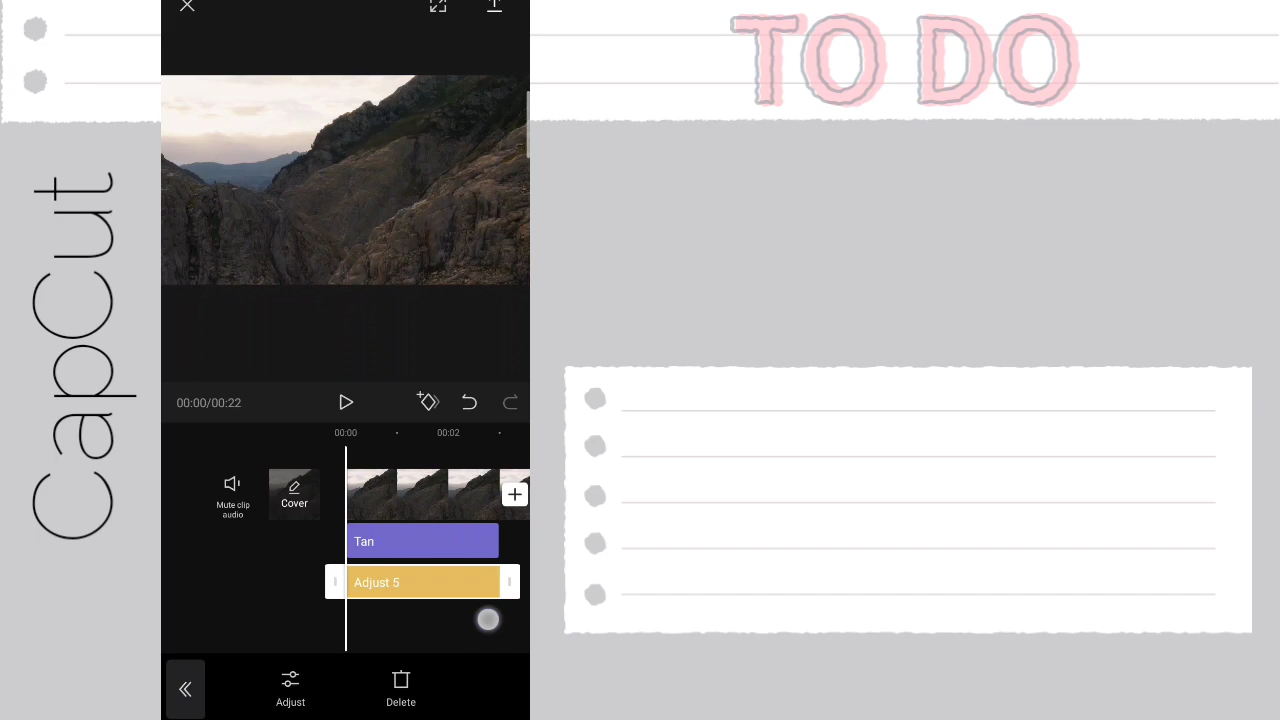 TO DO
CapCut
00:00/00:22
00:00
00:02
Mute clip
audio
Cover
Tan
Adjust 5
Adjust
Delete